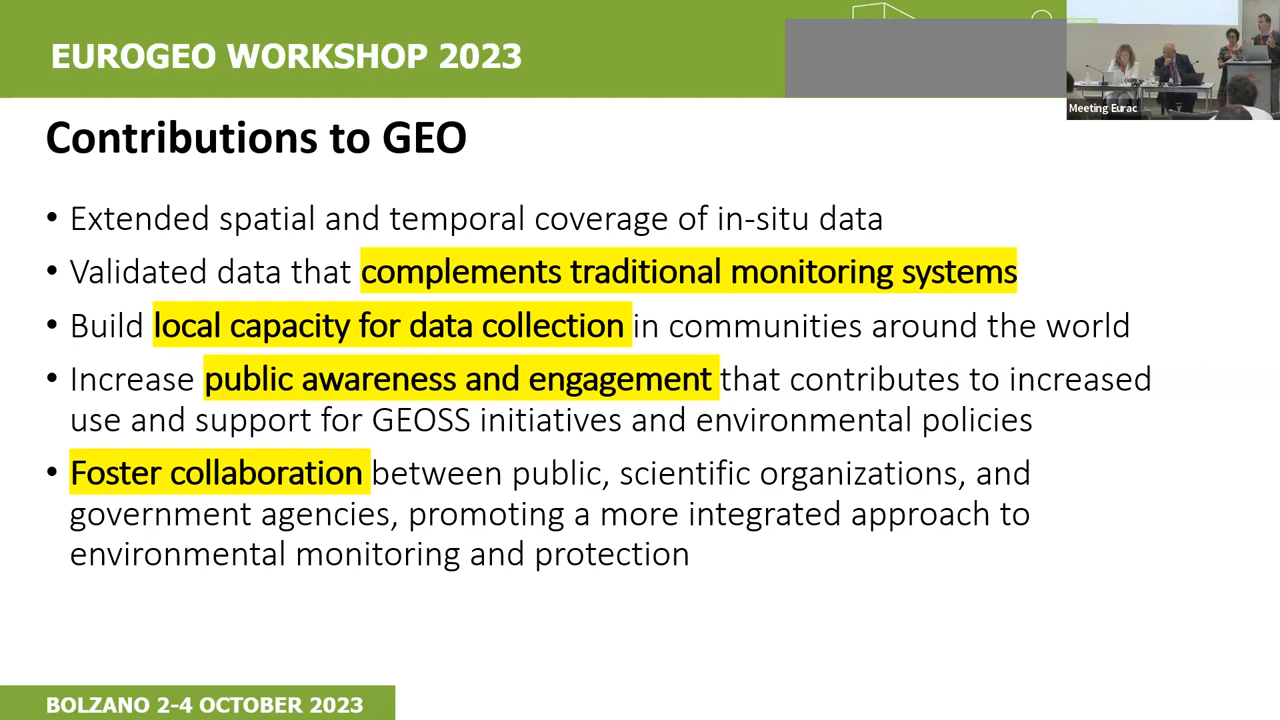 EUROGEO WORKSHOP 2023
Meeting Eurac
Contributions to GEO
• Extended spatial and temporal coverage of in-situ data
• Validated data that complements traditional monitoring systems
• Build local capacity for data collection in communities around the world
• Increase public awareness and engagement that contributes to increased
use and support for GEOSS initiatives and environmental policies
• Foster collaboration between public, scientific organizations, and
government agencies, promoting a more integrated approach to
environmental monitoring and protection
BOLZANO 2-4 OCTOBER 2023